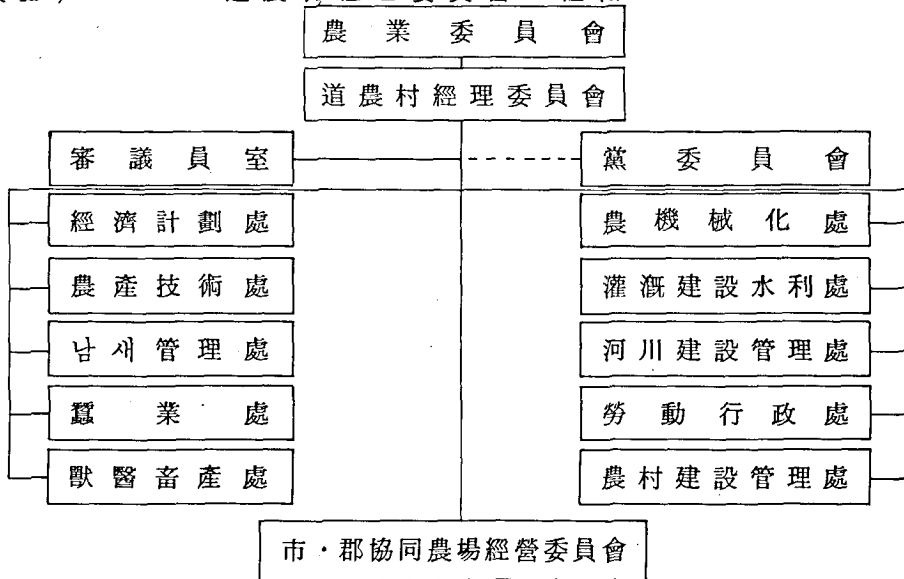 農業委員會
道農村經理委員會
審議員室
黨委員會
經濟計劃處
農機械化處
農産技術處
灌漑建設水利處
남새管理處
河川建設管理處
蠶業處
勞動行政處
獸醫畜産處
農村建設管理處
市·郡協同農場經營委員會